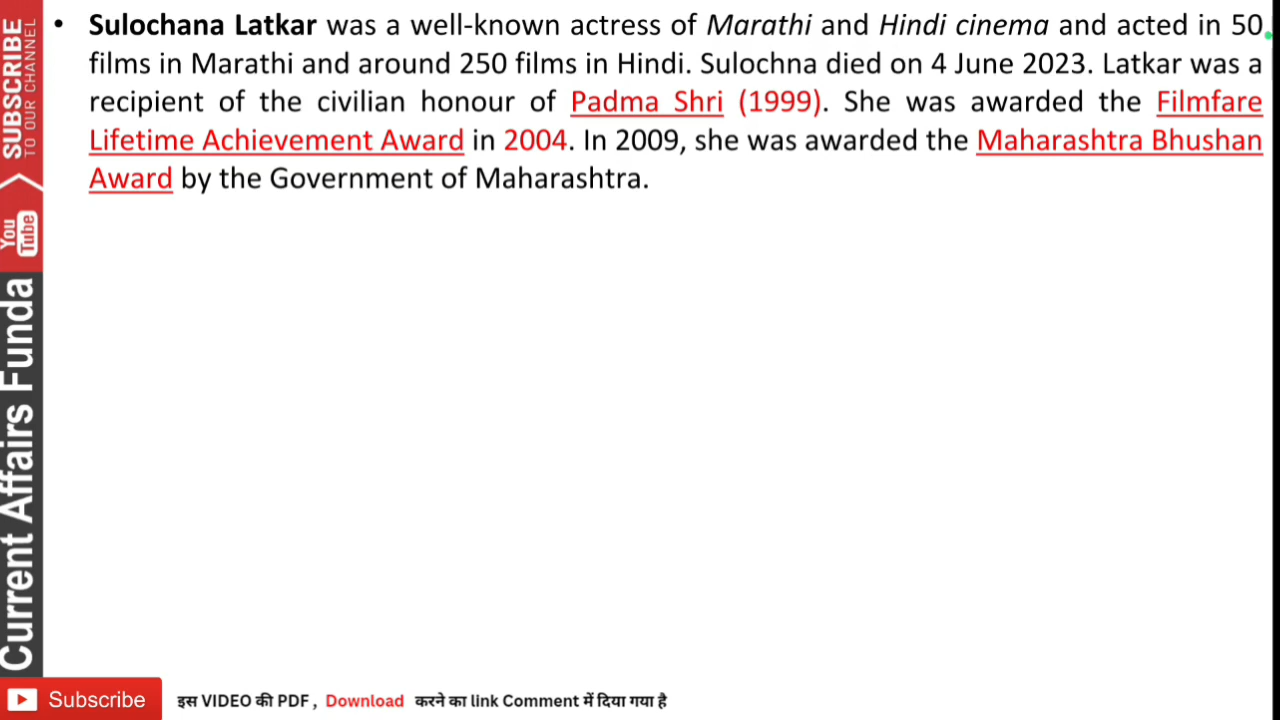 • Sulochana Latkar was a well-known actress of Marathi and Hindi cinema and acted in 50
films in Marathi and around 250 films in Hindi. Sulochna died on 4 June 2023. Latkar was a
recipient of the civilian honour of Padma Shri (1999). She was awarded the Filmfare
Lifetime Achievement Award in 2004. In 2009, she was awarded the Maharashtra Bhushan
Award by the Government of Maharashtra.
SUBSCRIBE
TO OUR CHANNEL
You
Tube
Current Affairs Funda
Subscribe
इस VIDEO की PDF , Download करने का link Comment में दिया गया है